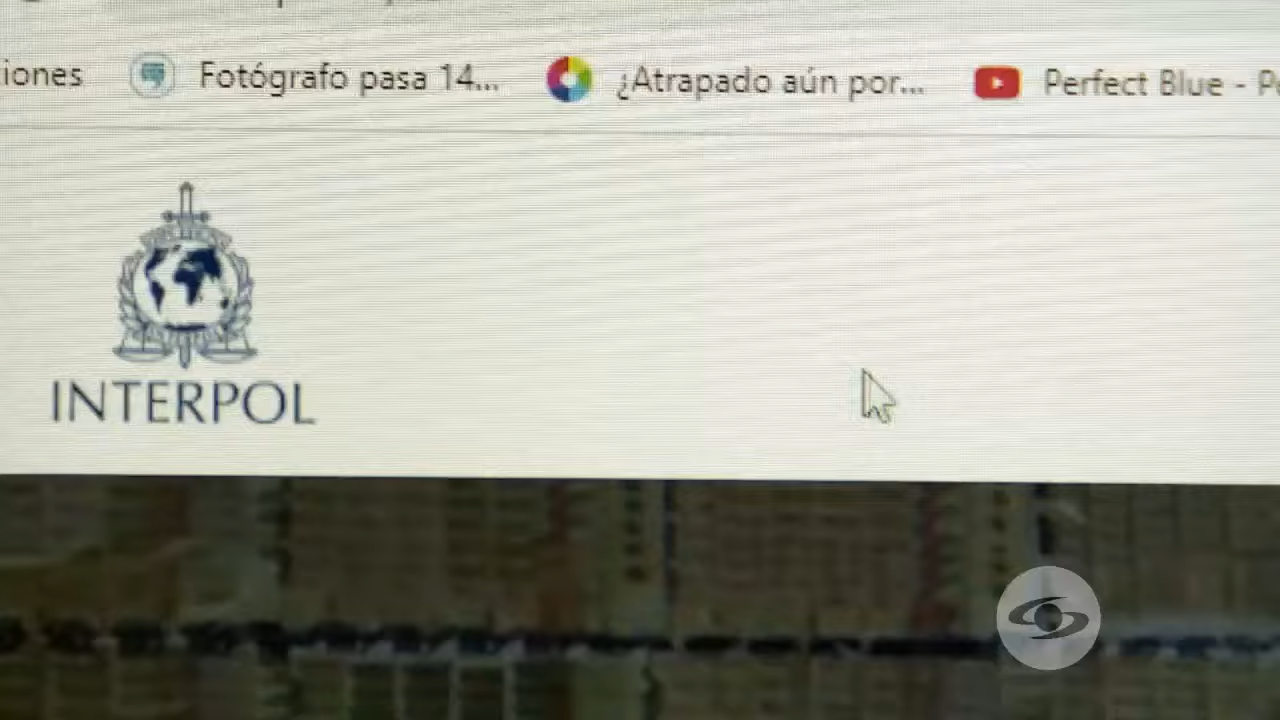 iones Fotógrafo pasa 14... ¿Atrapado aún por... Perfect Blue - P
INTERPOL